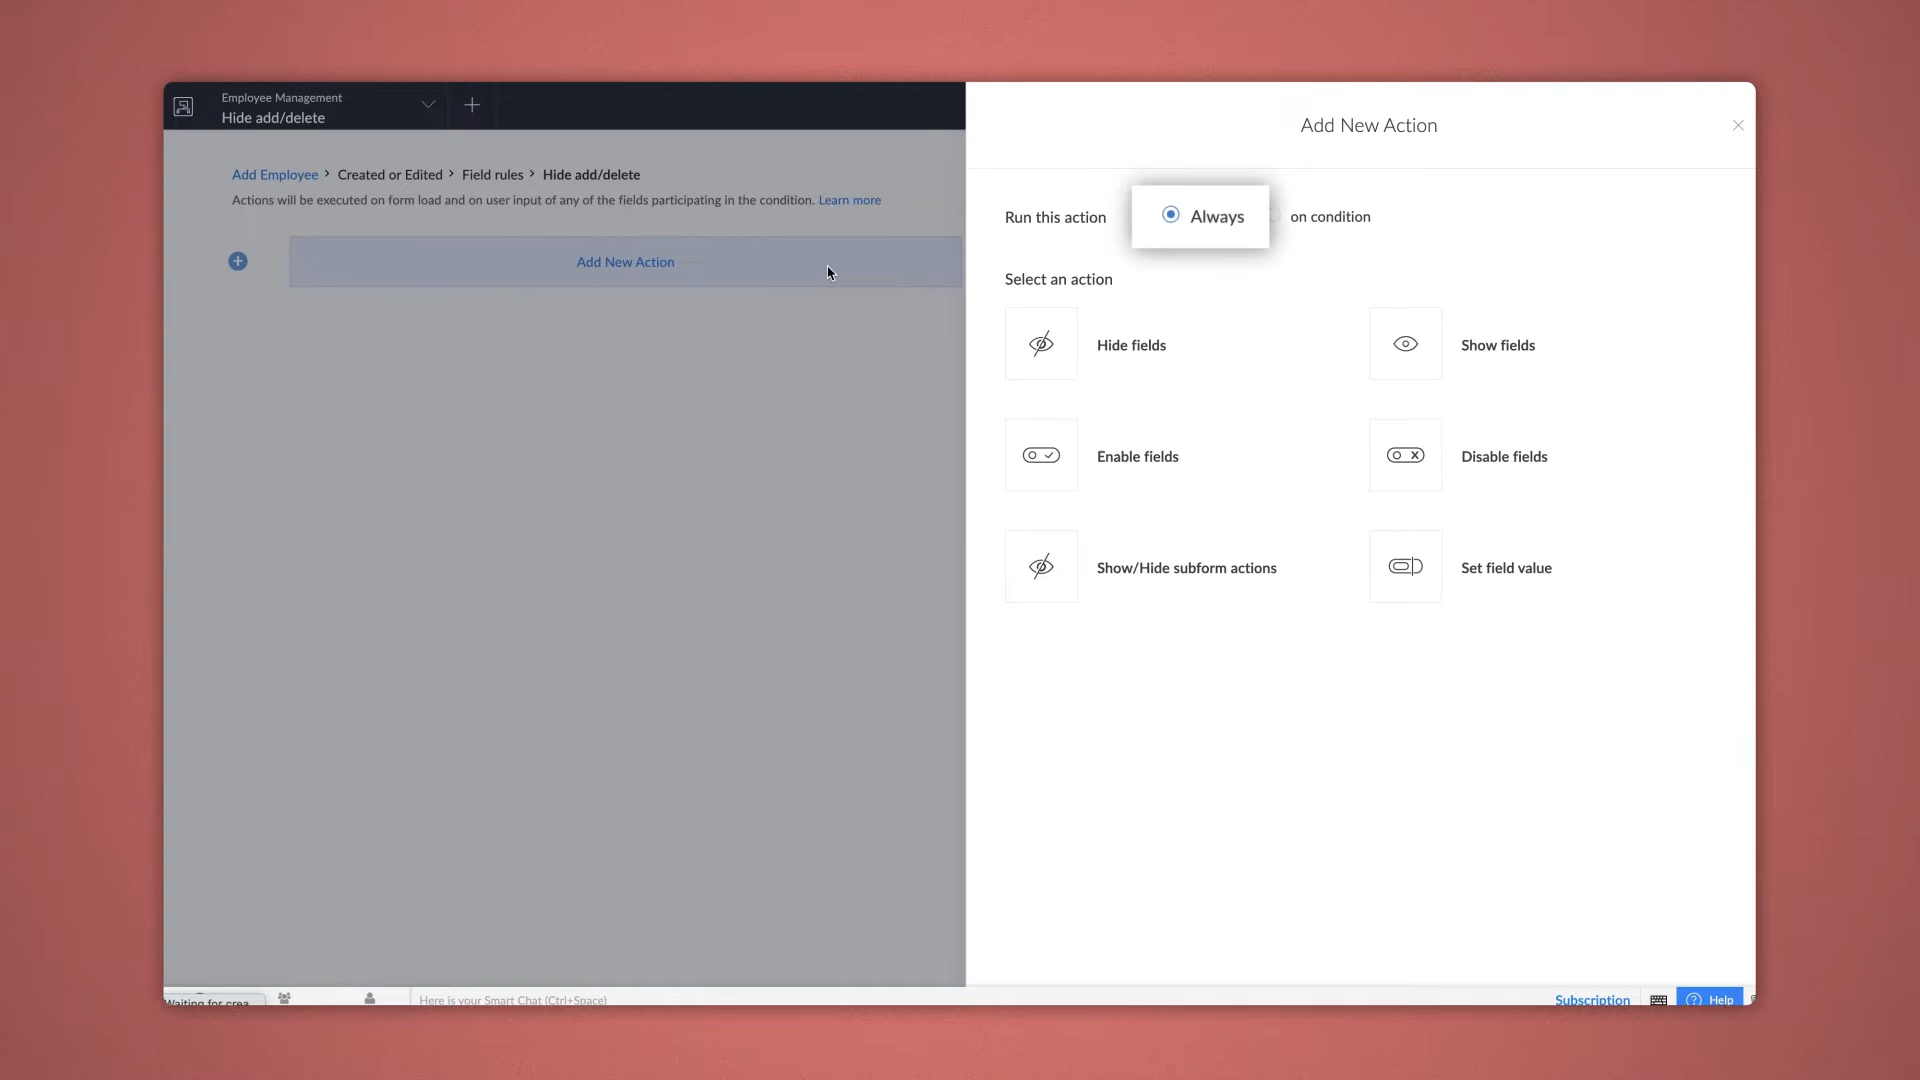 Employee Management
Hide add/delete
Add Employee > Created or Edited > Field rules > Hide add/delete
Actions will be executed on form load and on user input of any of the fields participating in the condition. Learn more
Add New Action
Add New Action
Run this action Always on condition
Select an action
Hide fields
Show fields
Enable fields
Disable fields
Show/Hide subform actions
Set field value
Waiting for crea
Here is your Smart Chat (Ctrl+Space)
Subscription
Help